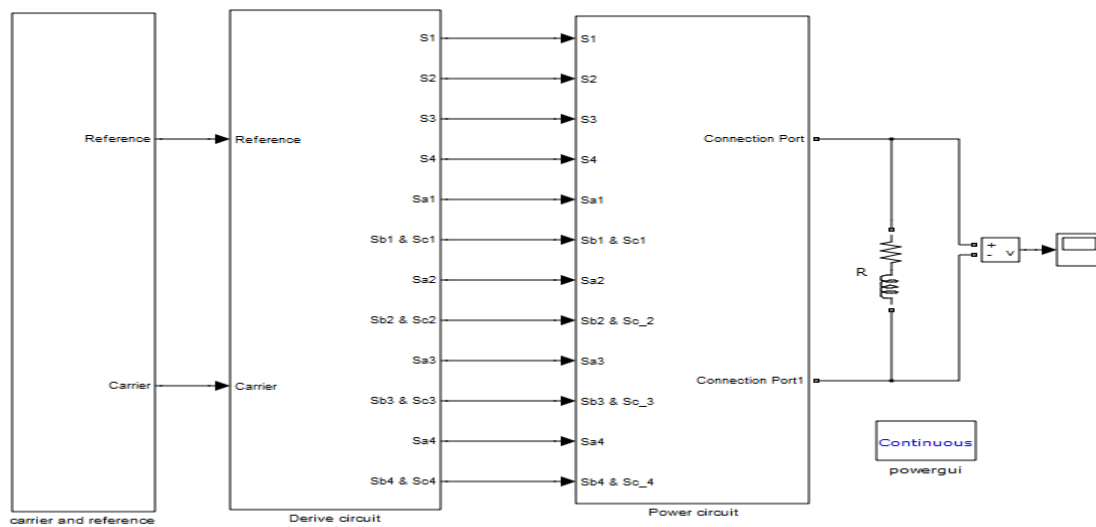 Reference
Carrier
carrier and reference
Reference
Carrier
S1
S2
S3
S4
Sa1
Sb1 & Sc1
Sa2
Sb2 & Sc2
Sa3
Sb3 & Sc3
Sa4
Sb4 & Sc4
Derive circuit
S1
S2
S3
S4
Sa1
Sb1 & Sc1
Sa2
Sb2 & Sc_2
Sa3
Sb3 & Sc_3
Sa4
Sb4 & Sc_4
Connection Port
Connection Port1
Power circuit
R
+
-
v
Continuous
powergui